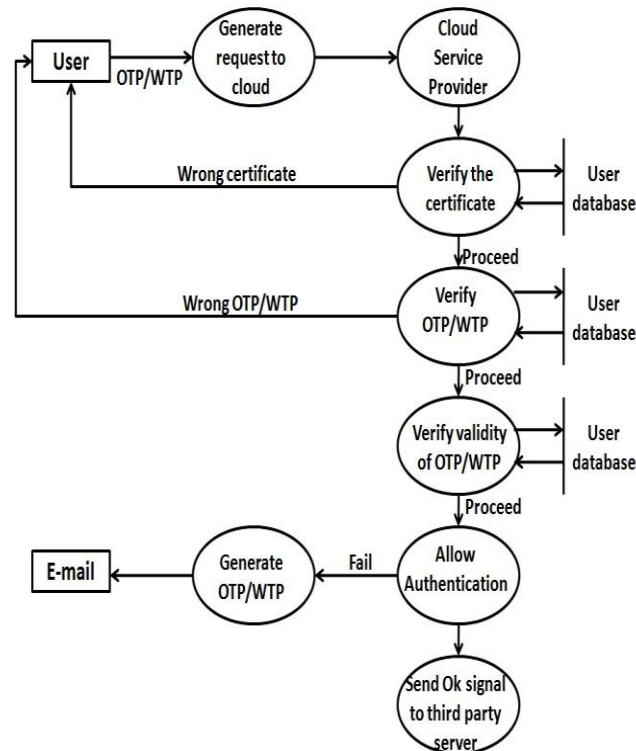 User
OTP/WTP
Generate
request to
cloud
Cloud
Service
Provider
Wrong certificate
Verify the
certificate
User
database
Proceed
Wrong OTP/WTP
Verify
OTP/WTP
User
database
Proceed
Verify validity
of OTP/WTP
User
database
Proceed
E-mail
Generate
OTP/WTP
Fail
Allow
Authentication
Send Ok signal
to third party
server